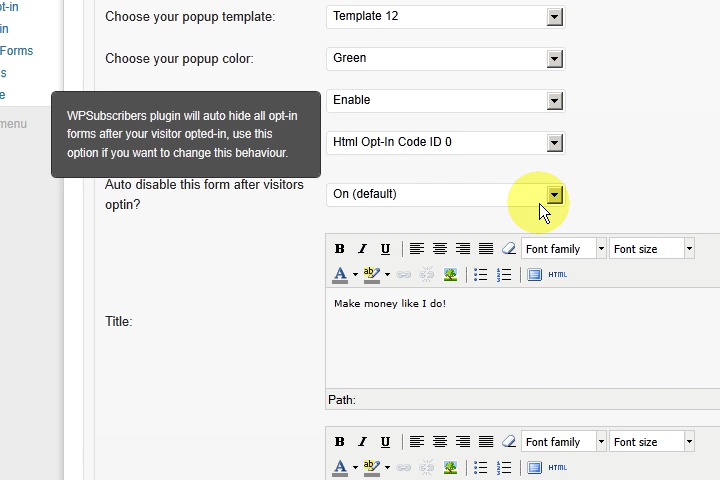 pt-in
in
Forms
s
e
menu
Choose your popup template:
Template 12
Choose your popup color:
Green
Enable
WPSubscribers plugin will auto hide all opt-in
forms after your visitor opted-in, use this
option if you want to change this behaviour.
Html Opt-In Code ID 0
Auto disable this form after visitors
optin?
On (default)
B I U Font family Font size
A ab HTML
Title:
Make money like I do!
Path:
B I U Font family Font size
A ab HTML